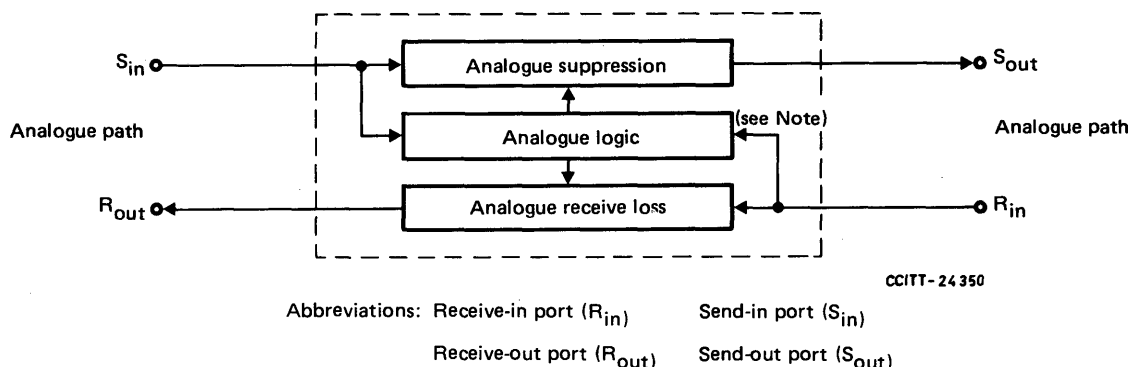 S_in Analogue suppression S_out
(see Note)
Analogue path Analogue logic Analogue path
R_out Analogue receive loss R_in
CCITT-24350
Abbreviations: Receive-in port (R_in) Send-in port (S_in)
Receive-out port (R_out) Send-out port (S_out)